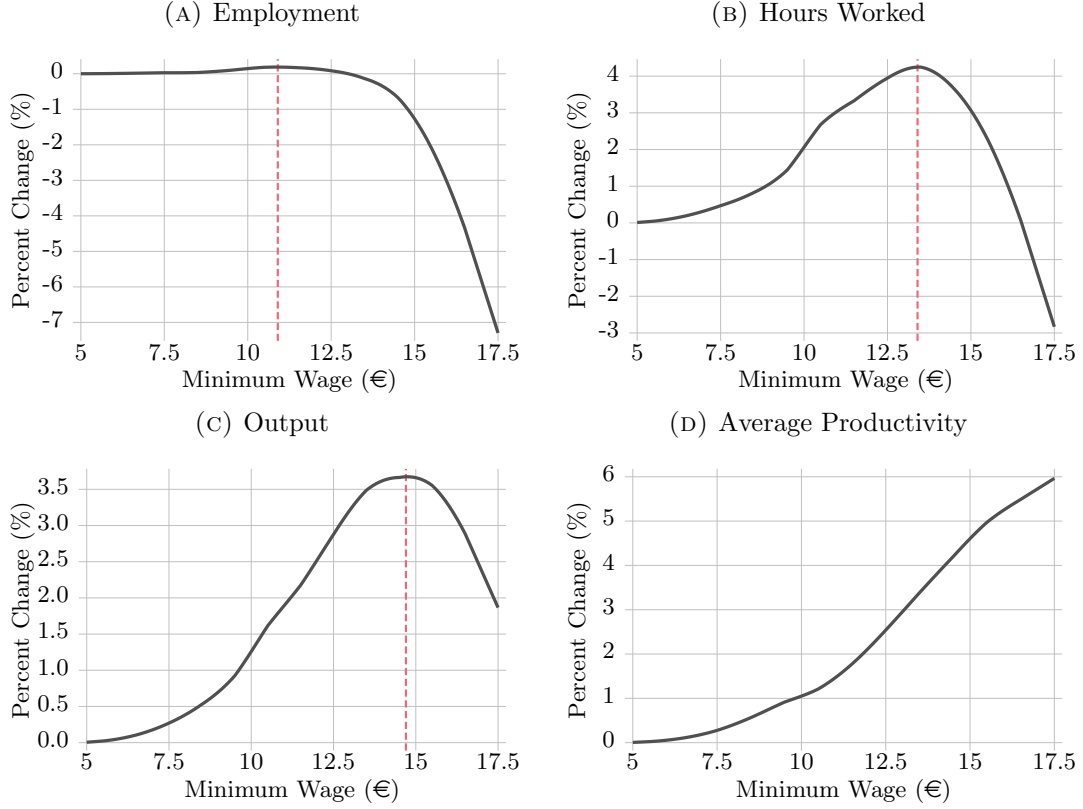 (A) Employment
Percent Change (%)
0
-1
-2
-3
-4
-5
-6
-7
5 7.5 10 12.5 15 17.5
Minimum Wage (€)
(B) Hours Worked
Percent Change (%)
4
3
2
1
0
-1
-2
-3
5 7.5 10 12.5 15 17.5
Minimum Wage (€)
(C) Output
Percent Change (%)
3.5
3.0
2.5
2.0
1.5
1.0
0.5
0.0
5 7.5 10 12.5 15 17.5
Minimum Wage (€)
(D) Average Productivity
Percent Change (%)
6
5
4
3
2
1
0
5 7.5 10 12.5 15 17.5
Minimum Wage (€)